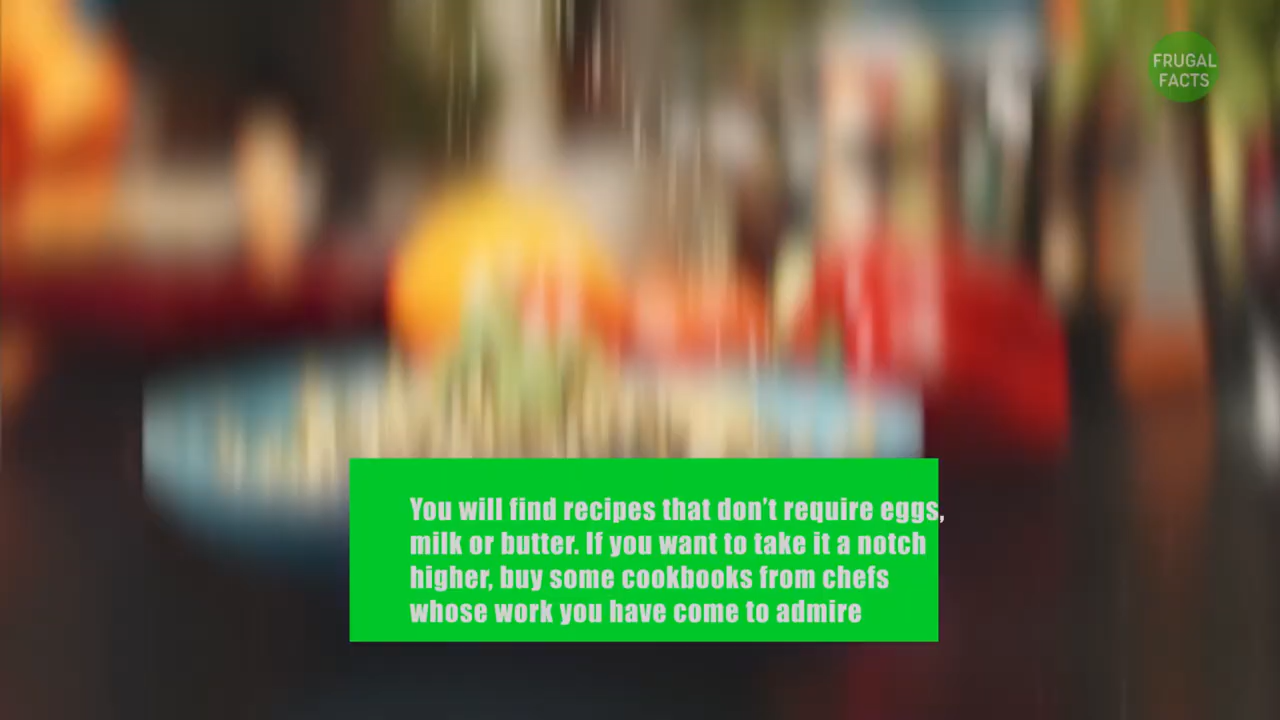 FRUGAL
FACTS
You will find recipes that don’t require eggs,
milk or butter. If you want to take it a notch
higher, buy some cookbooks from chefs
whose work you have come to admire